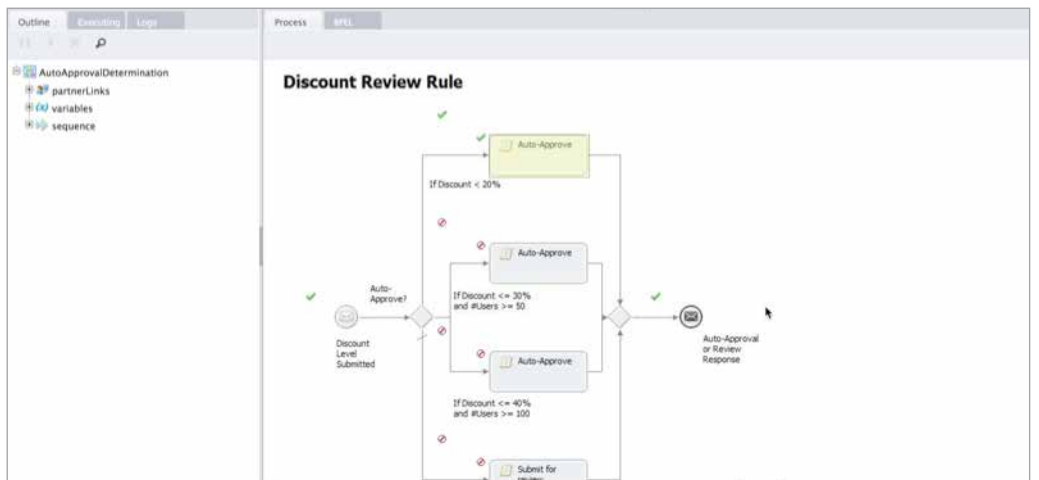 Outline
Executing
Logs
Process
BPEL
AutoApprovalDetermination
partnerLinks
(x) variables
sequence
Discount Review Rule
Auto-Approve
If Discount < 20%
Auto-Approve
If Discount <= 30%
and #Users >= 50
Auto-
Approve?
Discount
Level
Submitted
Auto-Approval
or Review
Response
Auto-Approve
If Discount <= 40%
and #Users >= 100
Submit for
review